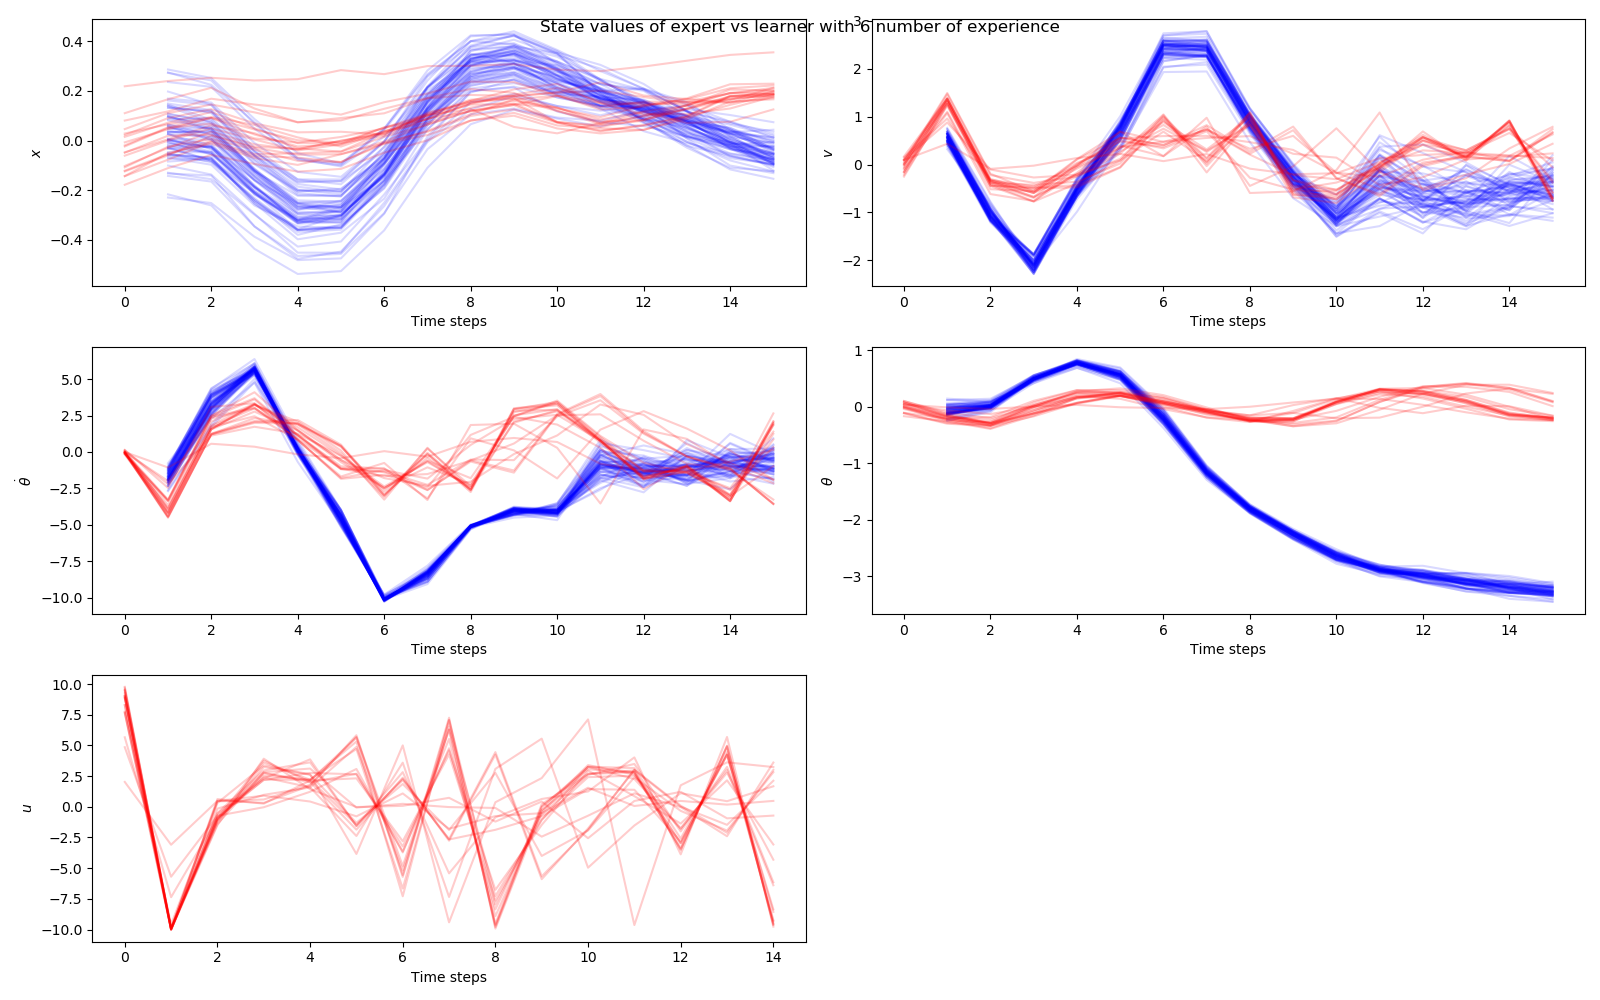 State values of expert vs learner with 6 number of experience
0.4
0.2
0.0
−0.2
−0.4
x
0 2 4 6 8 10 12 14
Time steps
3
2
1
0
−1
−2
v
0 2 4 6 8 10 12 14
Time steps
5.0
2.5
0.0
−2.5
−5.0
−7.5
−10.0
θ̇
0 2 4 6 8 10 12 14
Time steps
1
0
−1
−2
−3
θ
0 2 4 6 8 10 12 14
Time steps
10.0
7.5
5.0
2.5
0.0
−2.5
−5.0
−7.5
−10.0
u
0 2 4 6 8 10 12 14
Time steps